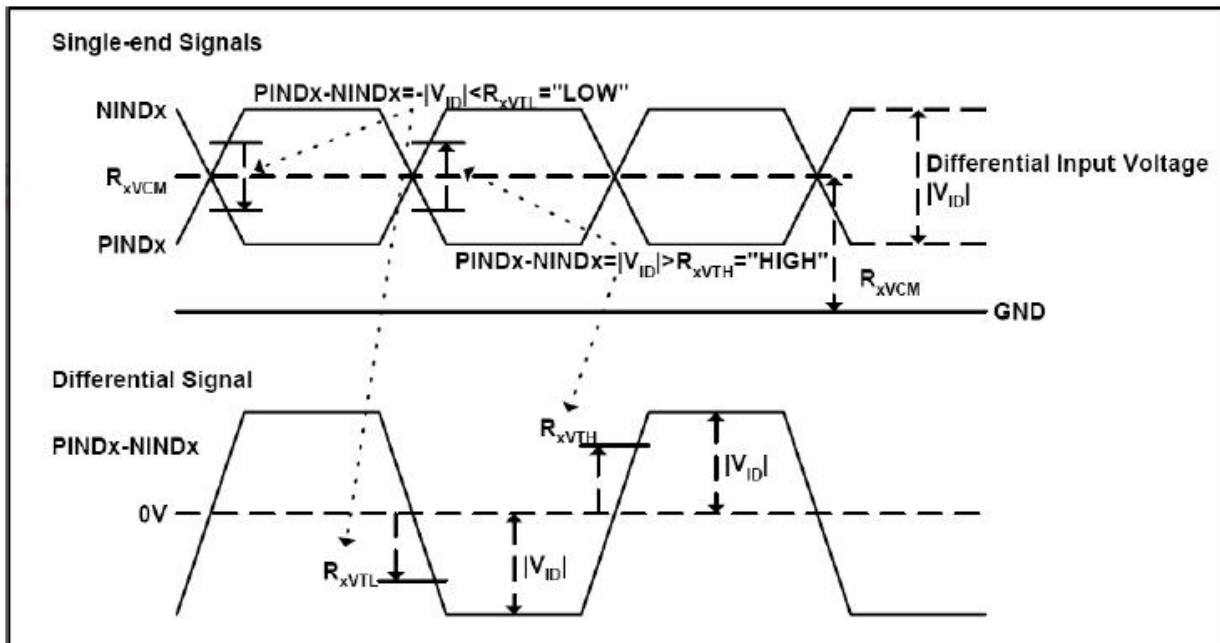 Single-end Signals
PINDx-NINDx=-|VID|<RxVTL="LOW"
NINDx
Differential Input Voltage
|VID|
RxVCM
PINDx
PINDx-NINDx=|VID|>RxVTH="HIGH"
RxVCM
GND
Differential Signal
PINDx-NINDx
RxVTH
|VID|
0V
RxVTL
|VID|